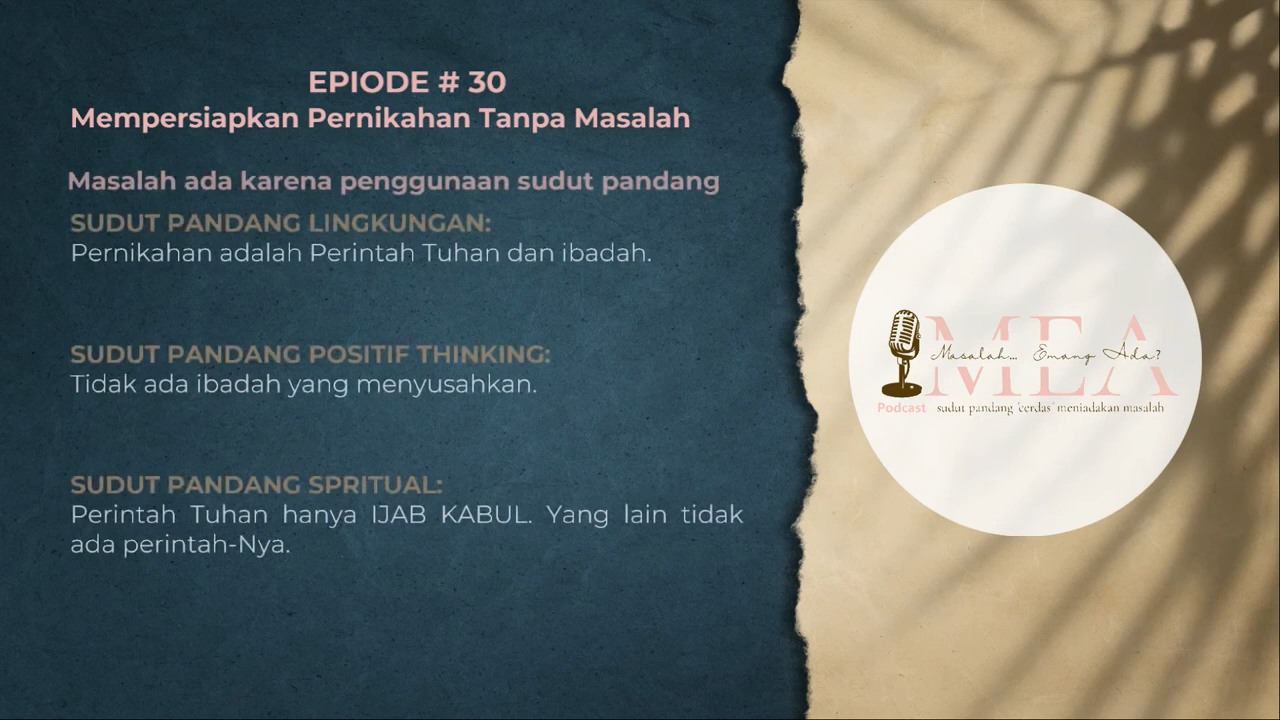 EPIODE # 30
Mempersiapkan Pernikahan Tanpa Masalah
Masalah ada karena penggunaan sudut pandang
SUDUT PANDANG LINGKUNGAN:
Pernikahan adalah Perintah Tuhan dan ibadah.
SUDUT PANDANG POSITIF THINKING:
Tidak ada ibadah yang menyusahkan.
SUDUT PANDANG SPRITUAL:
Perintah Tuhan hanya IJAB KABUL. Yang lain tidak
ada perintah-Nya.
MEA
Masalah... Emang Ada?
Podcast sudut pandang 'cerdas' meniadakan masalah